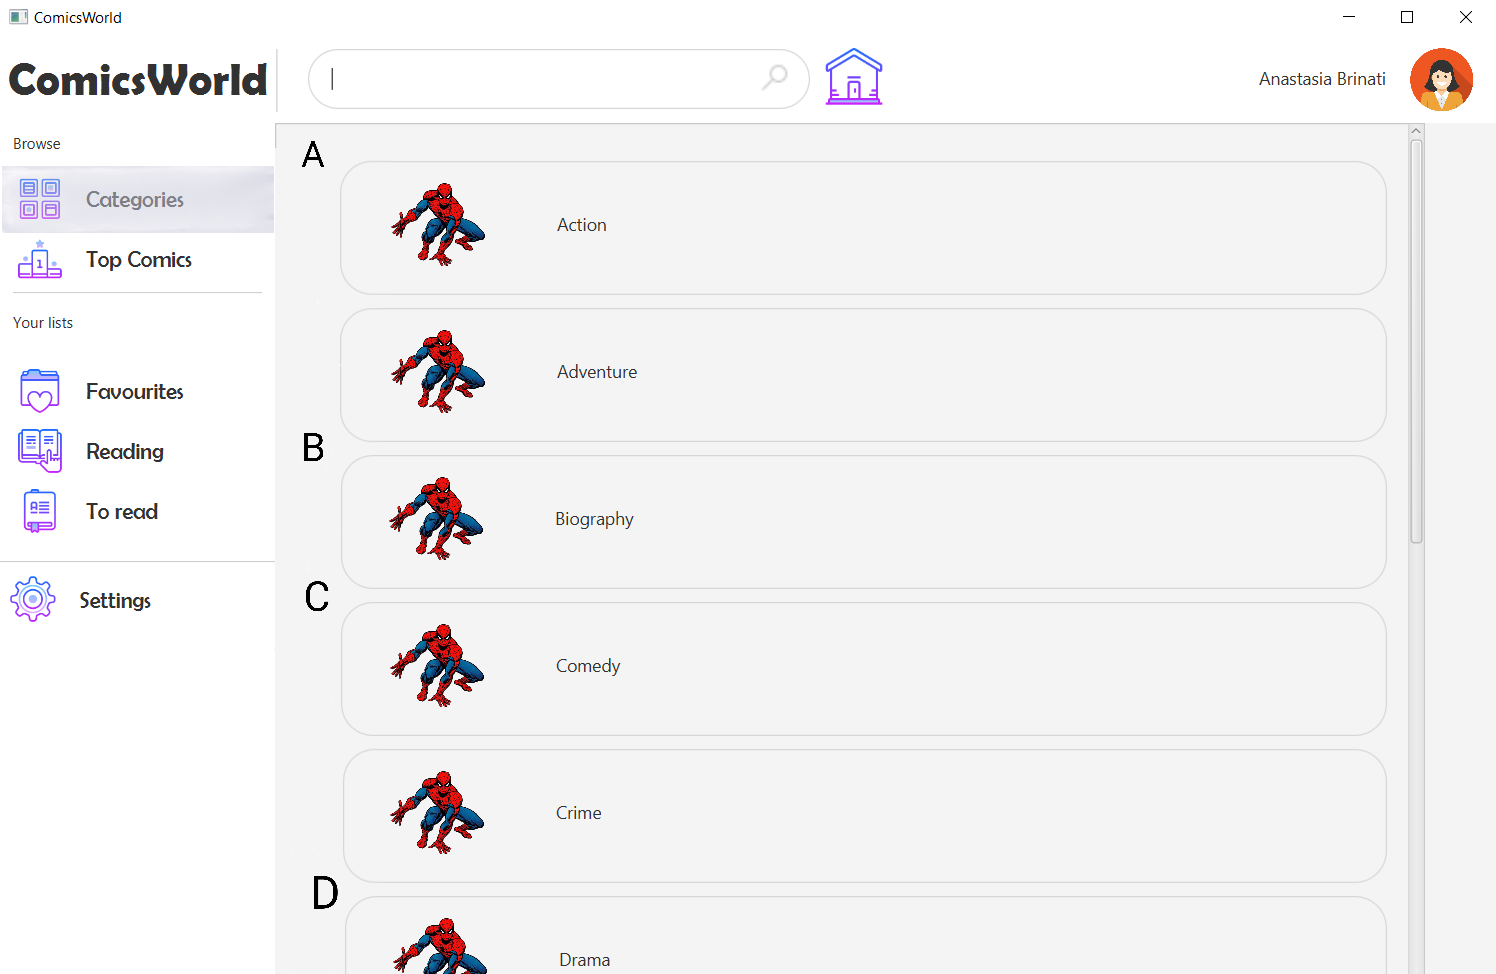 ComicsWorld
ComicsWorld
Anastasia Brinati
Browse
Categories
1
Top Comics
Your lists
Favourites
Reading
To read
Settings
A
Action
Adventure
B
Biography
C
Comedy
Crime
D
Drama